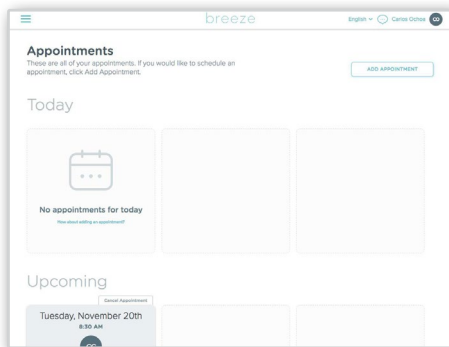 breeze
English
Carlos Ochoa
CO
Appointments
These are all of your appointments. If you would like to schedule an
appointment, click Add Appointment.
ADD APPOINTMENT
Today
No appointments for today
How about adding an appointment?
Upcoming
Cancel Appointment
Tuesday, November 20th
8:30 AM